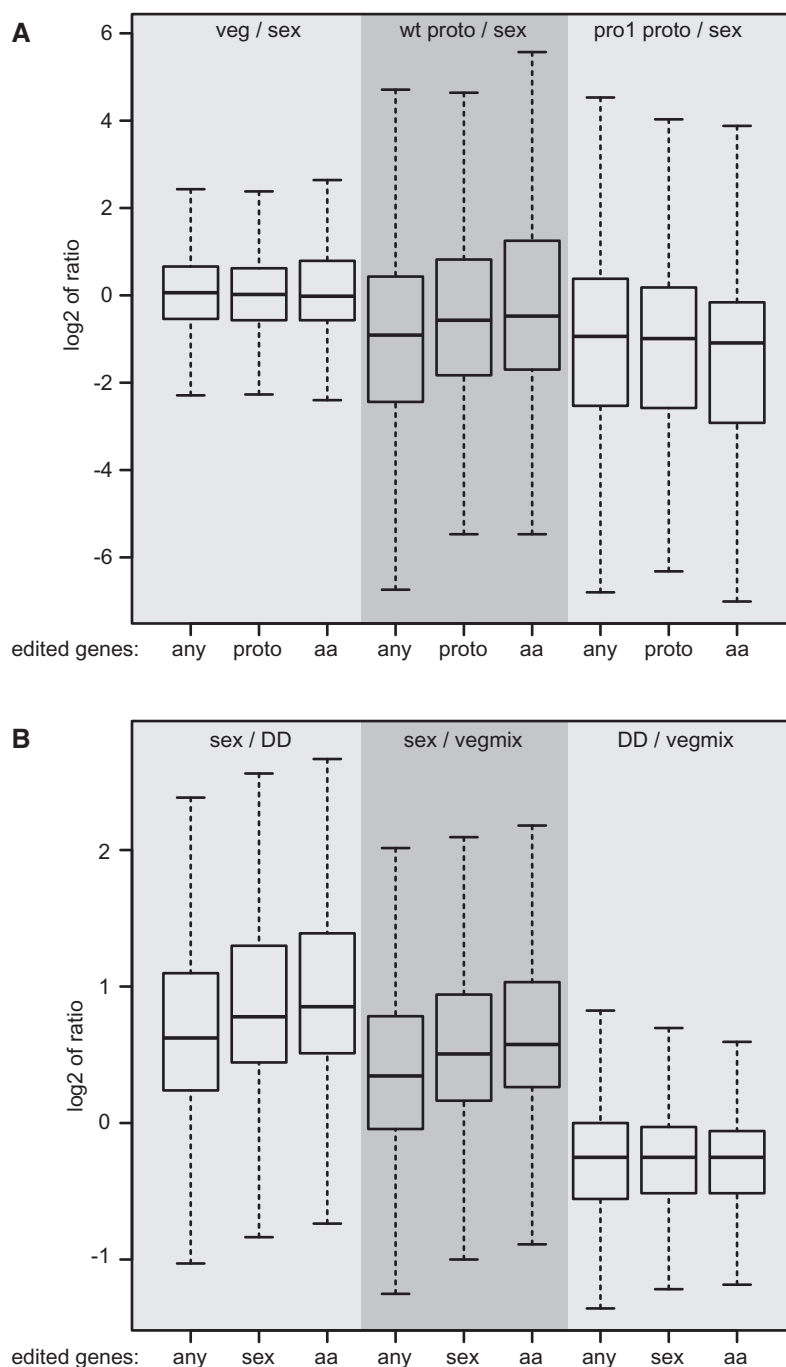 A
veg / sex
wt proto / sex
pro1 proto / sex
log2 of ratio
6
4
2
0
-2
-4
-6
edited genes: any proto aa any proto aa any proto aa
B
sex / DD
sex / vegmix
DD / vegmix
log2 of ratio
2
1
0
-1
edited genes: any sex aa any sex aa any sex aa